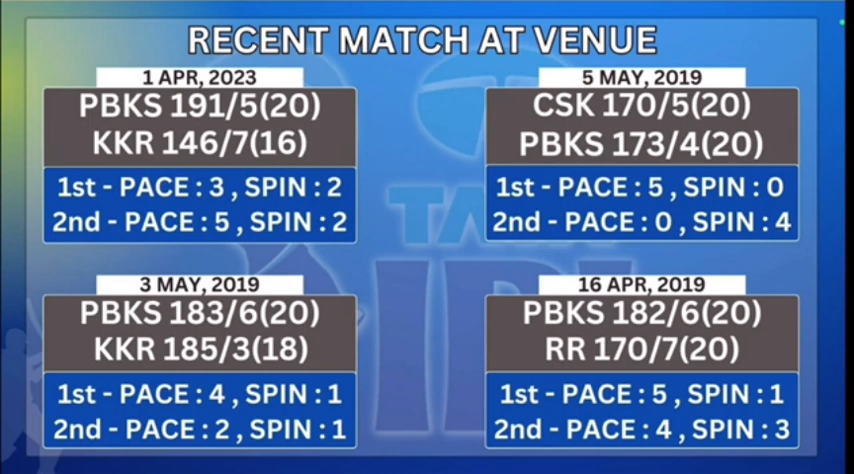 RECENT MATCH AT VENUE
1 APR, 2023
PBKS 191/5(20)
KKR 146/7(16)
1st - PACE : 3 , SPIN : 2
2nd - PACE : 5 , SPIN : 2
5 MAY, 2019
CSK 170/5(20)
PBKS 173/4(20)
1st - PACE : 5 , SPIN : 0
2nd - PACE : 0 , SPIN : 4
3 MAY, 2019
PBKS 183/6(20)
KKR 185/3(18)
1st - PACE : 4 , SPIN : 1
2nd - PACE : 2 , SPIN : 1
16 APR, 2019
PBKS 182/6(20)
RR 170/7(20)
1st - PACE : 5 , SPIN : 1
2nd - PACE : 4 , SPIN : 3